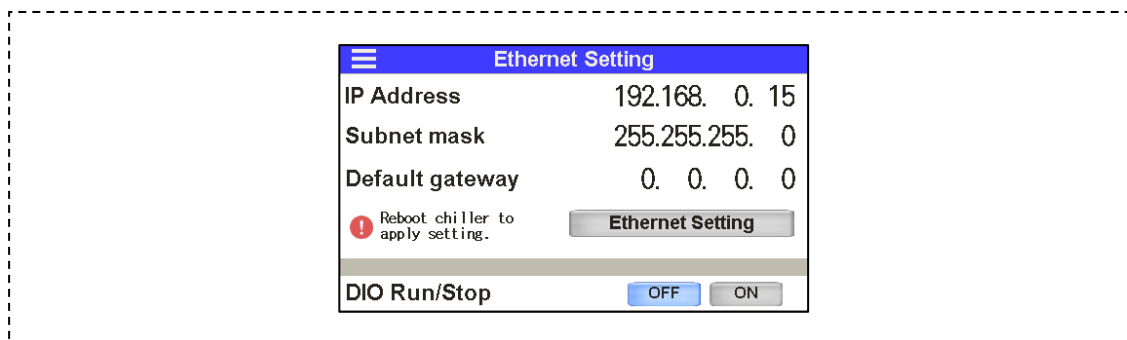 Ethernet Setting
IP Address 192.168. 0. 15
Subnet mask 255.255.255. 0
Default gateway 0. 0. 0. 0
! Reboot chiller to
apply setting.
Ethernet Setting
DIO Run/Stop OFF ON